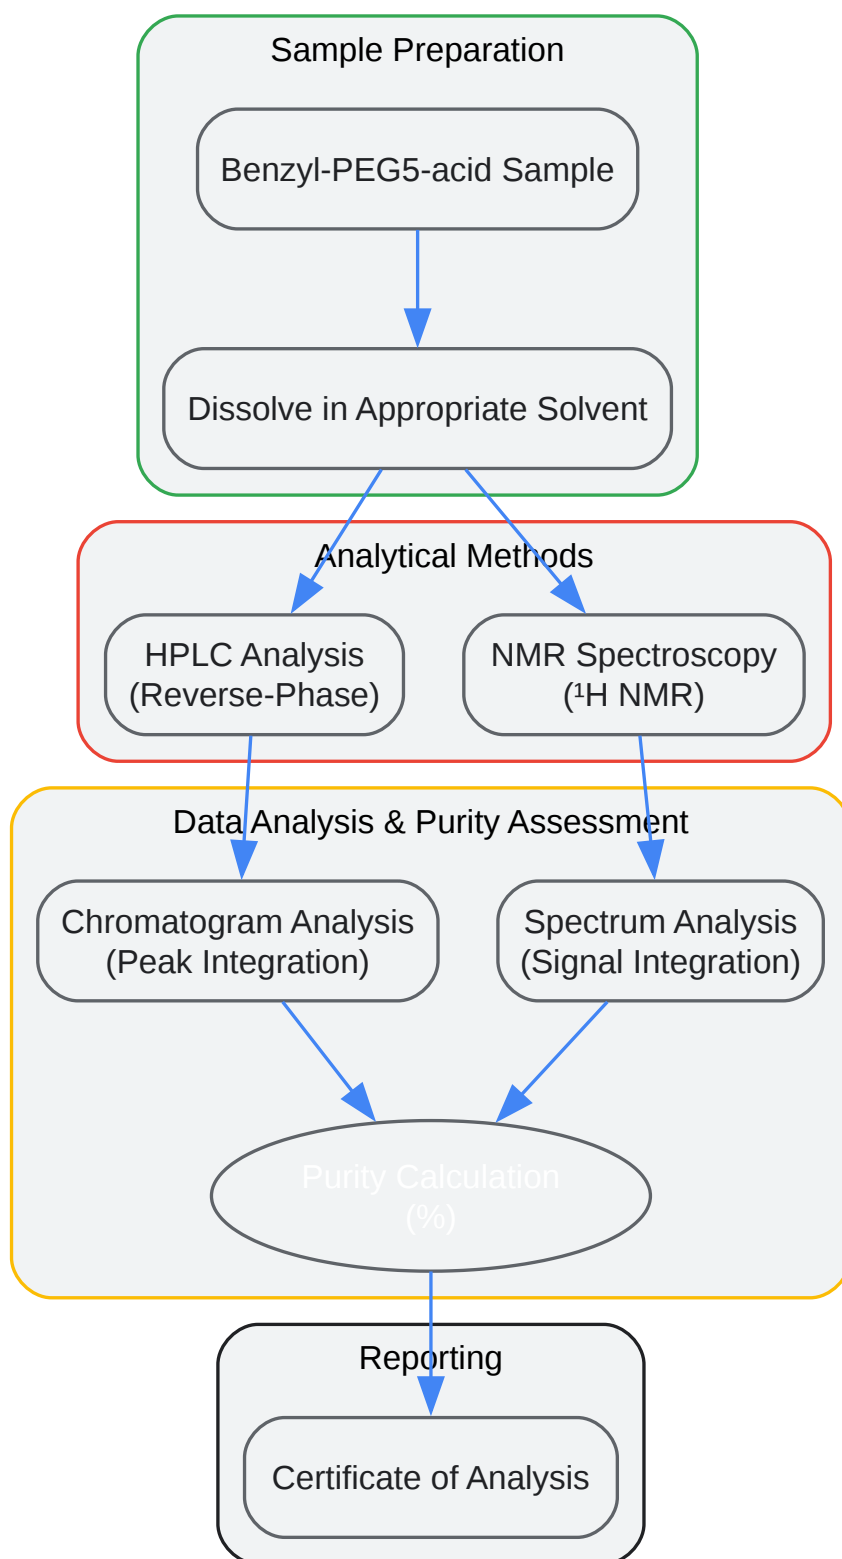 Sample Preparation
Benzyl-PEG5-acid Sample
Dissolve in Appropriate Solvent
Analytical Methods
HPLC Analysis
(Reverse-Phase)
NMR Spectroscopy
(¹H NMR)
Data Analysis & Purity Assessment
Chromatogram Analysis
(Peak Integration)
Spectrum Analysis
(Signal Integration)
Purity Calculation
(%)
Reporting
Certificate of Analysis